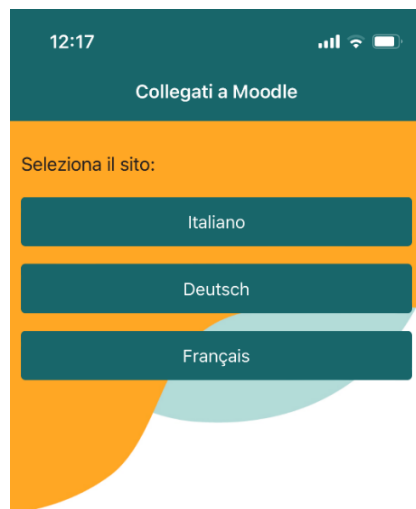 12:17
Collegati a Moodle
Seleziona il sito:
Italiano
Deutsch
Français